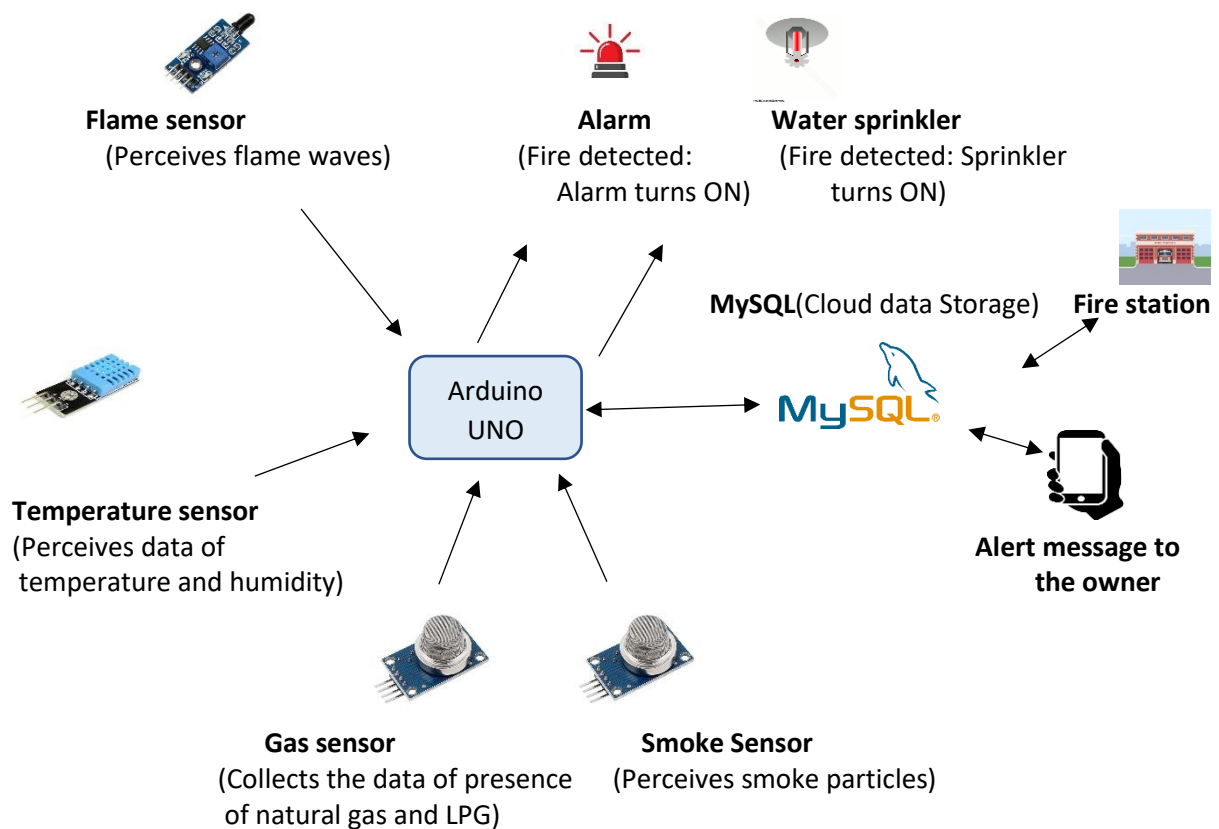 Flame sensor
(Perceives flame waves)
Alarm
(Fire detected:
Alarm turns ON)
Water sprinkler
(Fire detected: Sprinkler
turns ON)
MySQL(Cloud data Storage)
Fire station
Arduino
UNO
MySQL®
Temperature sensor
(Perceives data of
temperature and humidity)
Alert message to
the owner
Gas sensor
(Collects the data of presence
of natural gas and LPG)
Smoke Sensor
(Perceives smoke particles)